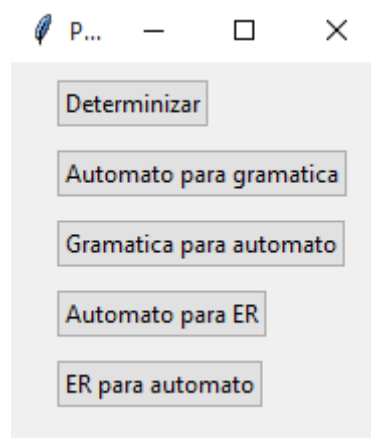 P...
Determinizar
Automato para gramatica
Gramatica para automato
Automato para ER
ER para automato